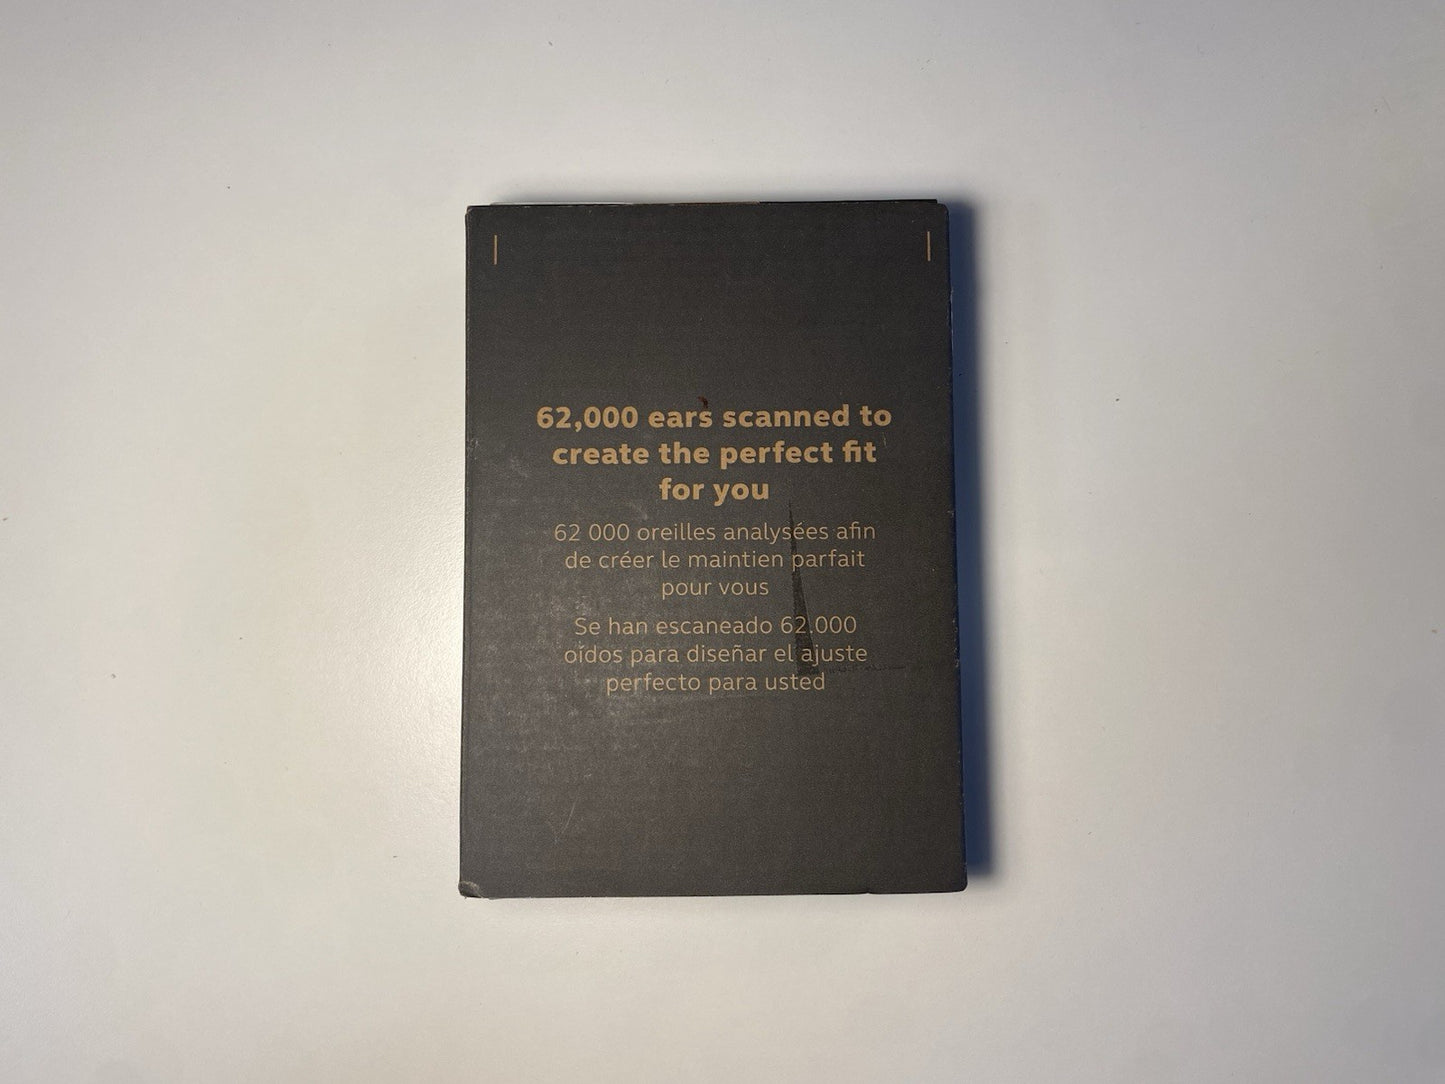 62,000 ears scanned to
create the perfect fit
for you
62 000 oreilles analysées afin
de créer le maintien parfait
pour vous
Se han escaneado 62.000
oídos para diseñar el ajuste
perfecto para usted